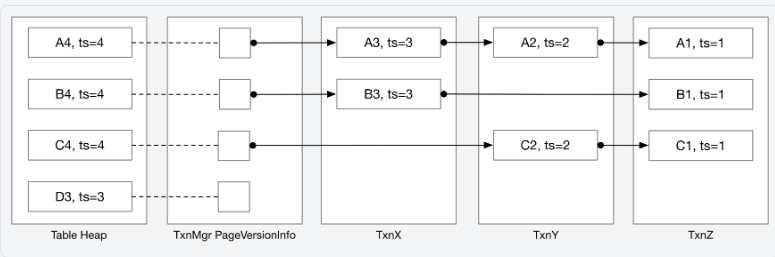 A4, ts=4
A3, ts=3
A2, ts=2
A1, ts=1
B4, ts=4
B3, ts=3
B1, ts=1
C4, ts=4
C2, ts=2
C1, ts=1
D3, ts=3
Table Heap
TxnMgr PageVersionInfo
TxnX
TxnY
TxnZ